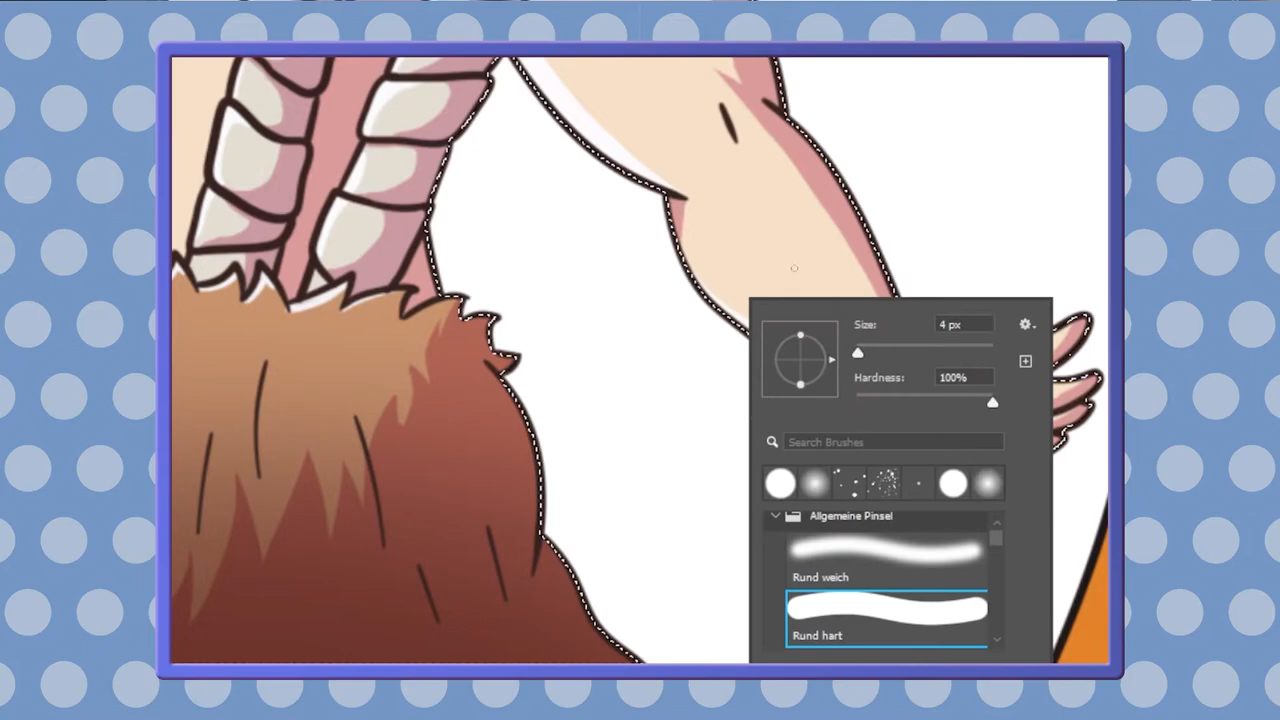 Size:
4 px
Hardness:
100%
Search Brushes
Allgemeine Pinsel
Rund weich
Rund hart